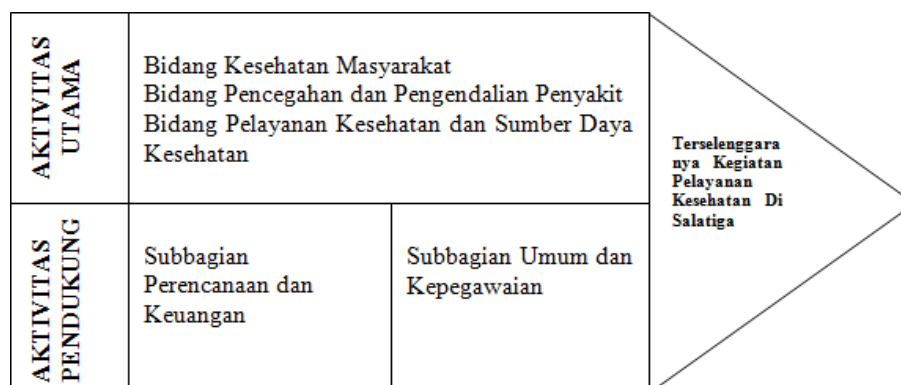 AKTIVITAS
UTAMA
Bidang Kesehatan Masyarakat
Bidang Pencegahan dan Pengendalian Penyakit
Bidang Pelayanan Kesehatan dan Sumber Daya
Kesehatan
Terselenggara
nya Kegiatan
Pelayanan
Kesehatan Di
Salatiga
AKTIVITAS
PENDUKUNG
Subbagian
Perencanaan dan
Keuangan
Subbagian Umum dan
Kepegawaian